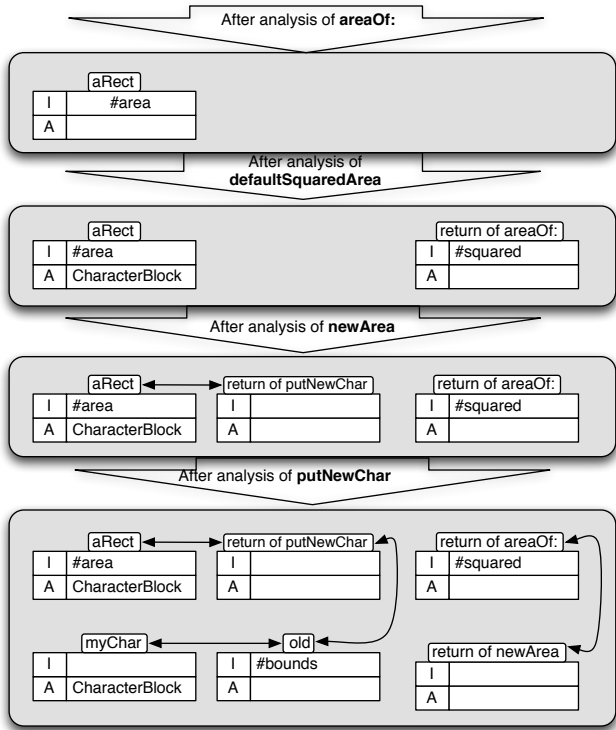 After analysis of areaOf:
aRect
I #area
A
After analysis of
defaultSquaredArea
aRect return of areaOf:
I #area I #squared
A CharacterBlock A
After analysis of newArea
aRect return of putNewChar return of areaOf:
I #area I I #squared
A CharacterBlock A A
After analysis of putNewChar
aRect return of putNewChar return of areaOf:
I #area I I #squared
A CharacterBlock A A
myChar old return of newArea
I I #bounds I
A CharacterBlock A A